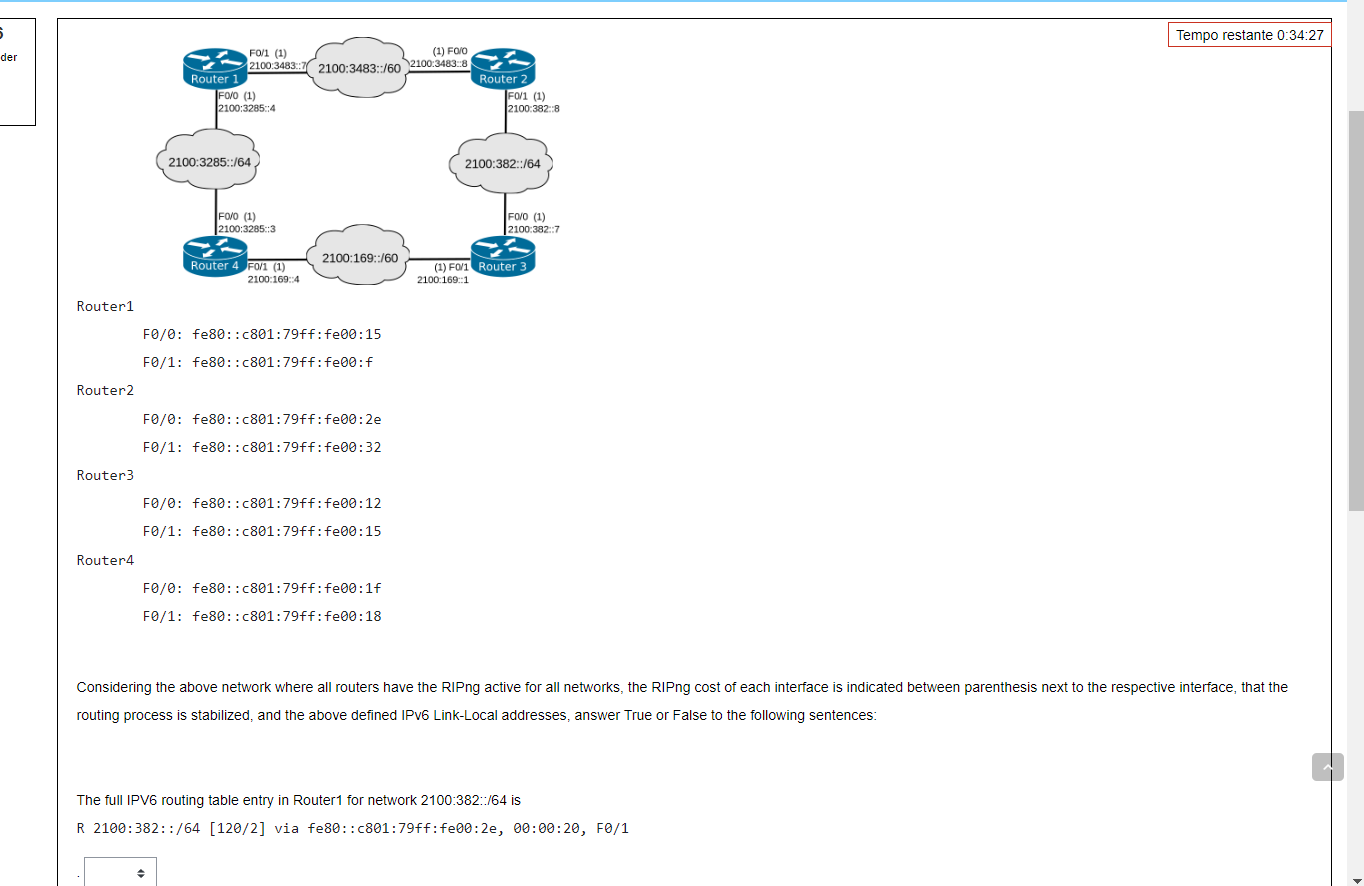 6
der
Tempo restante 0:34:27
F0/1 (1)
2100:3483::7
2100:3483::/60
(1) F0/0
2100:3483::8
Router 1
Router 2
F0/0 (1)
2100:3285::4
F0/1 (1)
2100:382::8
2100:3285::/64
2100:382::/64
F0/0 (1)
2100:3285::3
F0/0 (1)
2100:382::7
2100:169::/60
Router 4
F0/1 (1)
2100:169::4
(1) F0/1
2100:169::1
Router 3
Router1
F0/0: fe80::c801:79ff:fe00:15
F0/1: fe80::c801:79ff:fe00:f
Router2
F0/0: fe80::c801:79ff:fe00:2e
F0/1: fe80::c801:79ff:fe00:32
Router3
F0/0: fe80::c801:79ff:fe00:12
F0/1: fe80::c801:79ff:fe00:15
Router4
F0/0: fe80::c801:79ff:fe00:1f
F0/1: fe80::c801:79ff:fe00:18
Considering the above network where all routers have the RIPng active for all networks, the RIPng cost of each interface is indicated between parenthesis next to the respective interface, that the
routing process is stabilized, and the above defined IPv6 Link-Local addresses, answer True or False to the following sentences:
The full IPV6 routing table entry in Router1 for network 2100:382::/64 is
R 2100:382::/64 [120/2] via fe80::c801:79ff:fe00:2e, 00:00:20, F0/1
.